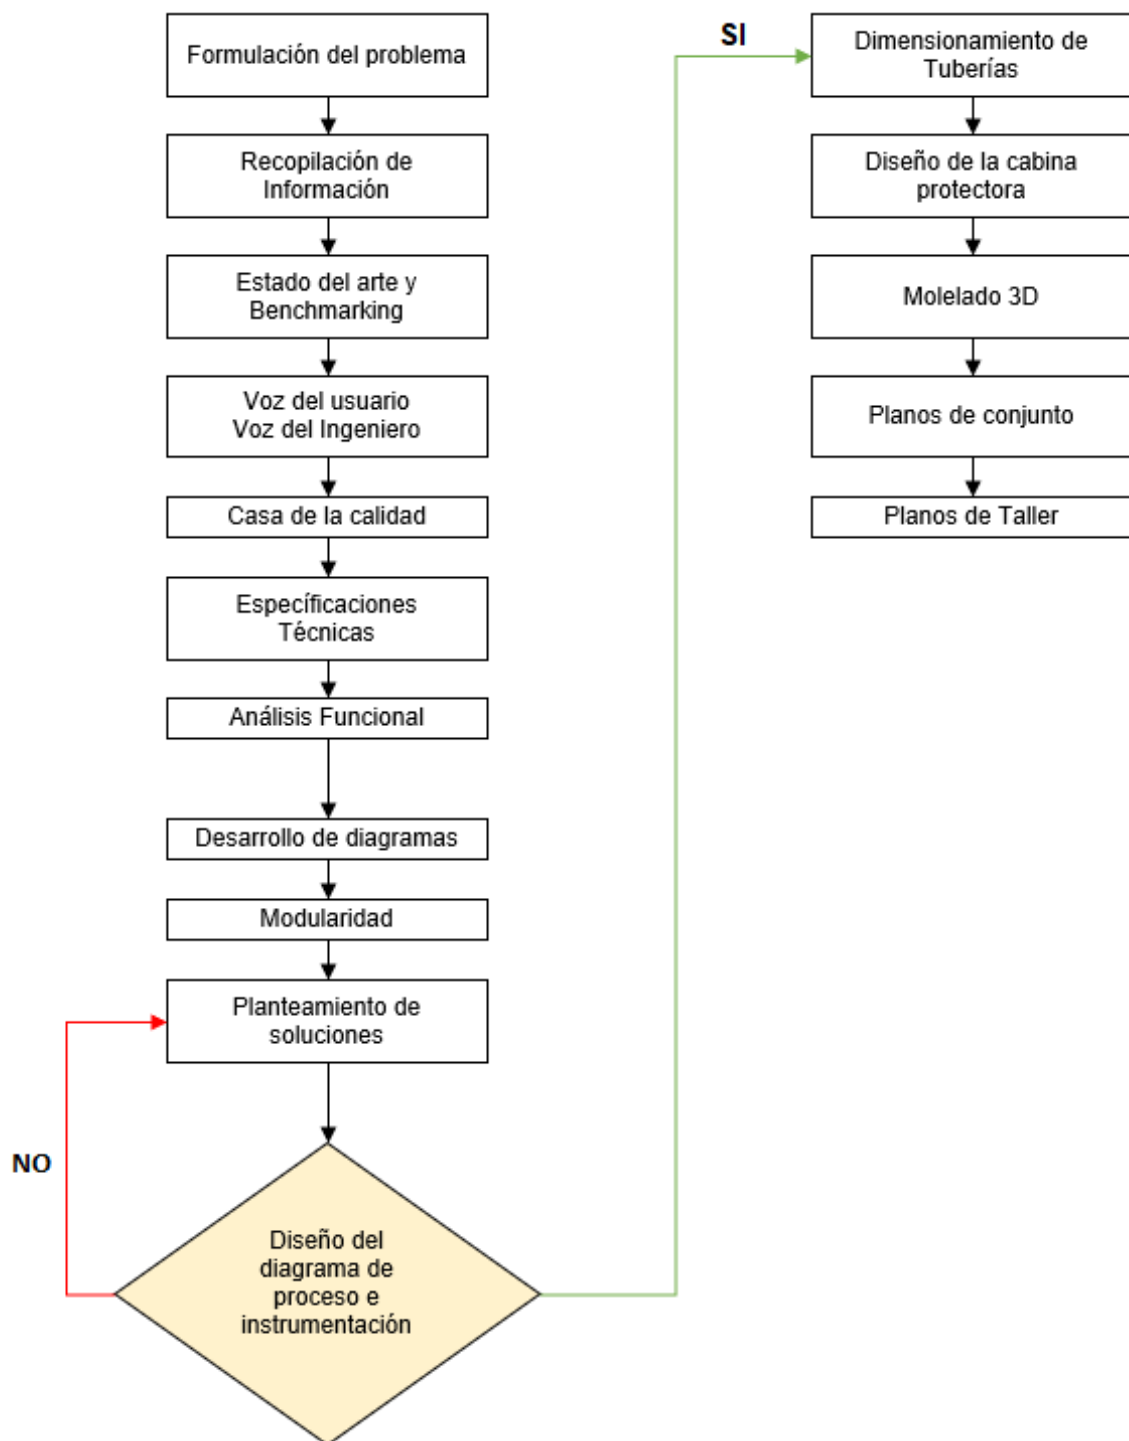 Formulación del problema
Recopilación de
Información
Estado del arte y
Benchmarking
Voz del usuario
Voz del Ingeniero
Casa de la calidad
Específicaciones
Técnicas
Análisis Funcional
Desarrollo de diagramas
Modularidad
Planteamiento de
soluciones
NO
Diseño del
diagrama de
proceso e
instrumentación
SI
Dimensionamiento de
Tuberías
Diseño de la cabina
protectora
Molelado 3D
Planos de conjunto
Planos de Taller